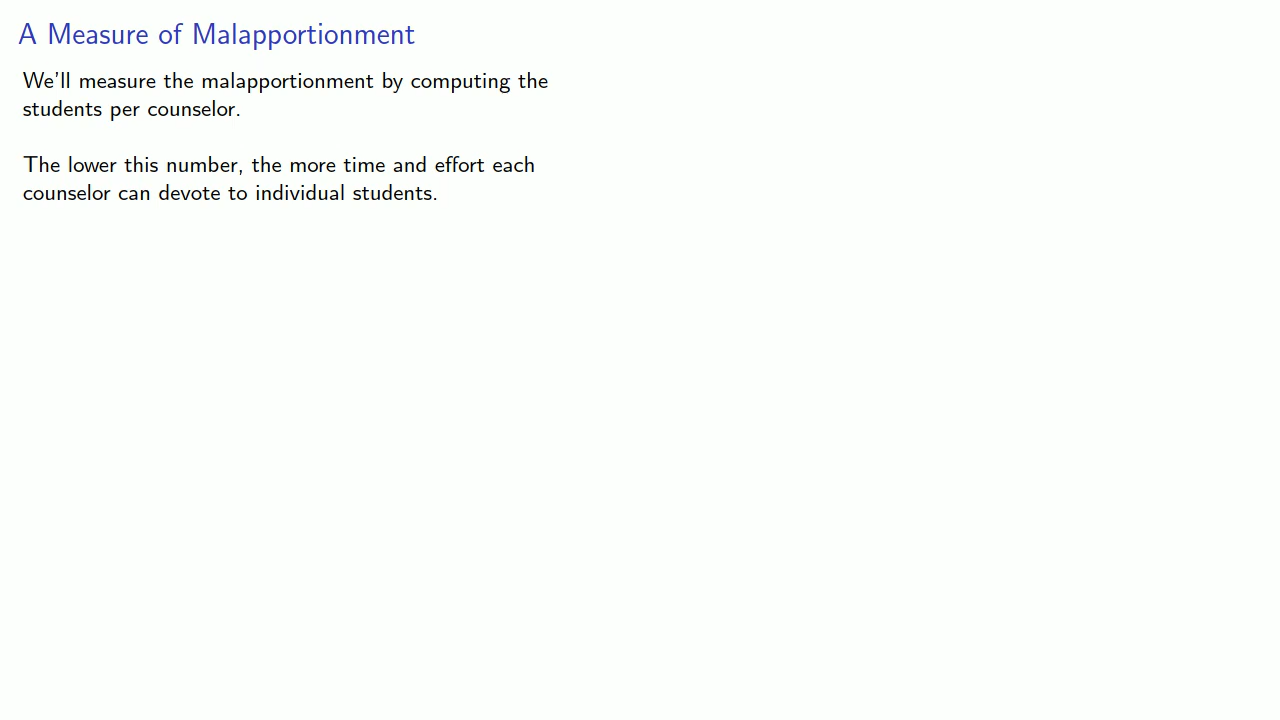 A Measure of Malapportionment
We'll measure the malapportionment by computing the
students per counselor.
The lower this number, the more time and effort each
counselor can devote to individual students.